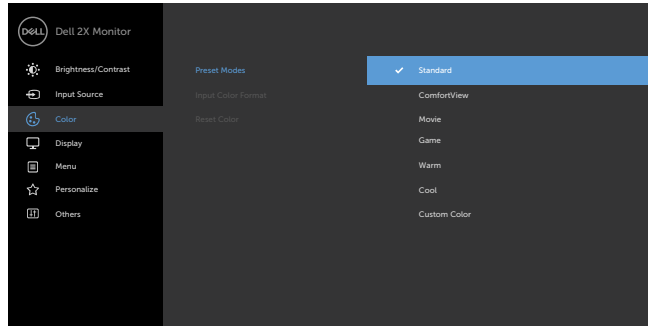 DELL Dell 2X Monitor
Brightness/Contrast Preset Modes Standard
Input Source Input Color Format ComfortView
Color Reset Color Movie
Display Game
Menu Warm
Personalize Cool
Others Custom Color